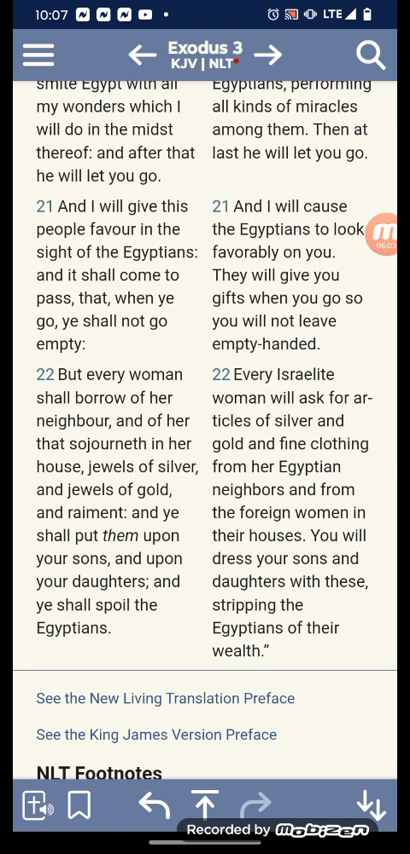 10:07
LTE
Exodus 3
KJV | NLT
smite Egypt with all
my wonders which I
will do in the midst
thereof: and after that
he will let you go.
21 And I will give this
people favour in the
sight of the Egyptians:
and it shall come to
pass, that, when ye
go, ye shall not go
empty:
22 But every woman
shall borrow of her
neighbour, and of her
that sojourneth in her
house, jewels of silver,
and jewels of gold,
and raiment: and ye
shall put them upon
your sons, and upon
your daughters; and
ye shall spoil the
Egyptians.
Egyptians, performing
all kinds of miracles
among them. Then at
last he will let you go.
21 And I will cause
the Egyptians to look
favorably on you.
They will give you
gifts when you go so
you will not leave
empty-handed.
22 Every Israelite
woman will ask for ar-
ticles of silver and
gold and fine clothing
from her Egyptian
neighbors and from
the foreign women in
their houses. You will
dress your sons and
daughters with these,
stripping the
Egyptians of their
wealth.”
m
06:03
See the New Living Translation Preface
See the King James Version Preface
NLT Footnotes
Recorded by Mobizen